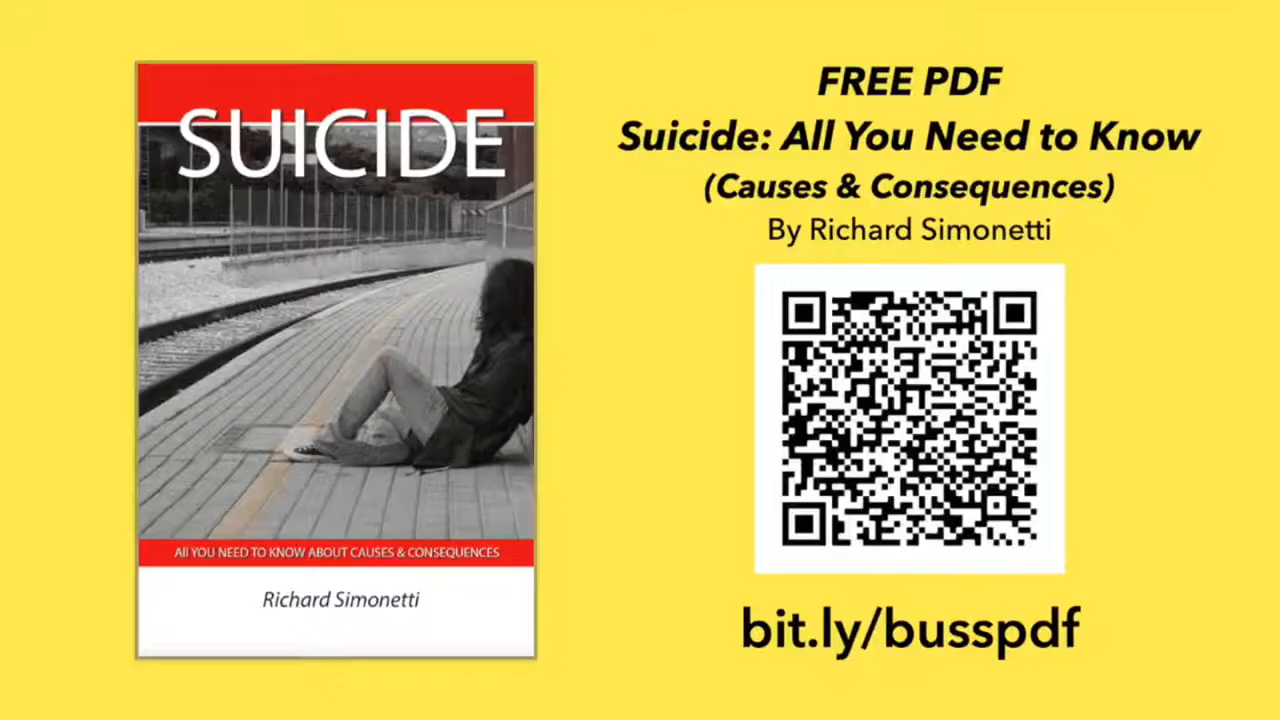 SUICIDE
All YOU NEED TO KNOW ABOUT CAUSES & CONSEQUENCES
Richard Simonetti
FREE PDF
Suicide: All You Need to Know
(Causes & Consequences)
By Richard Simonetti
bit.ly/busspdf